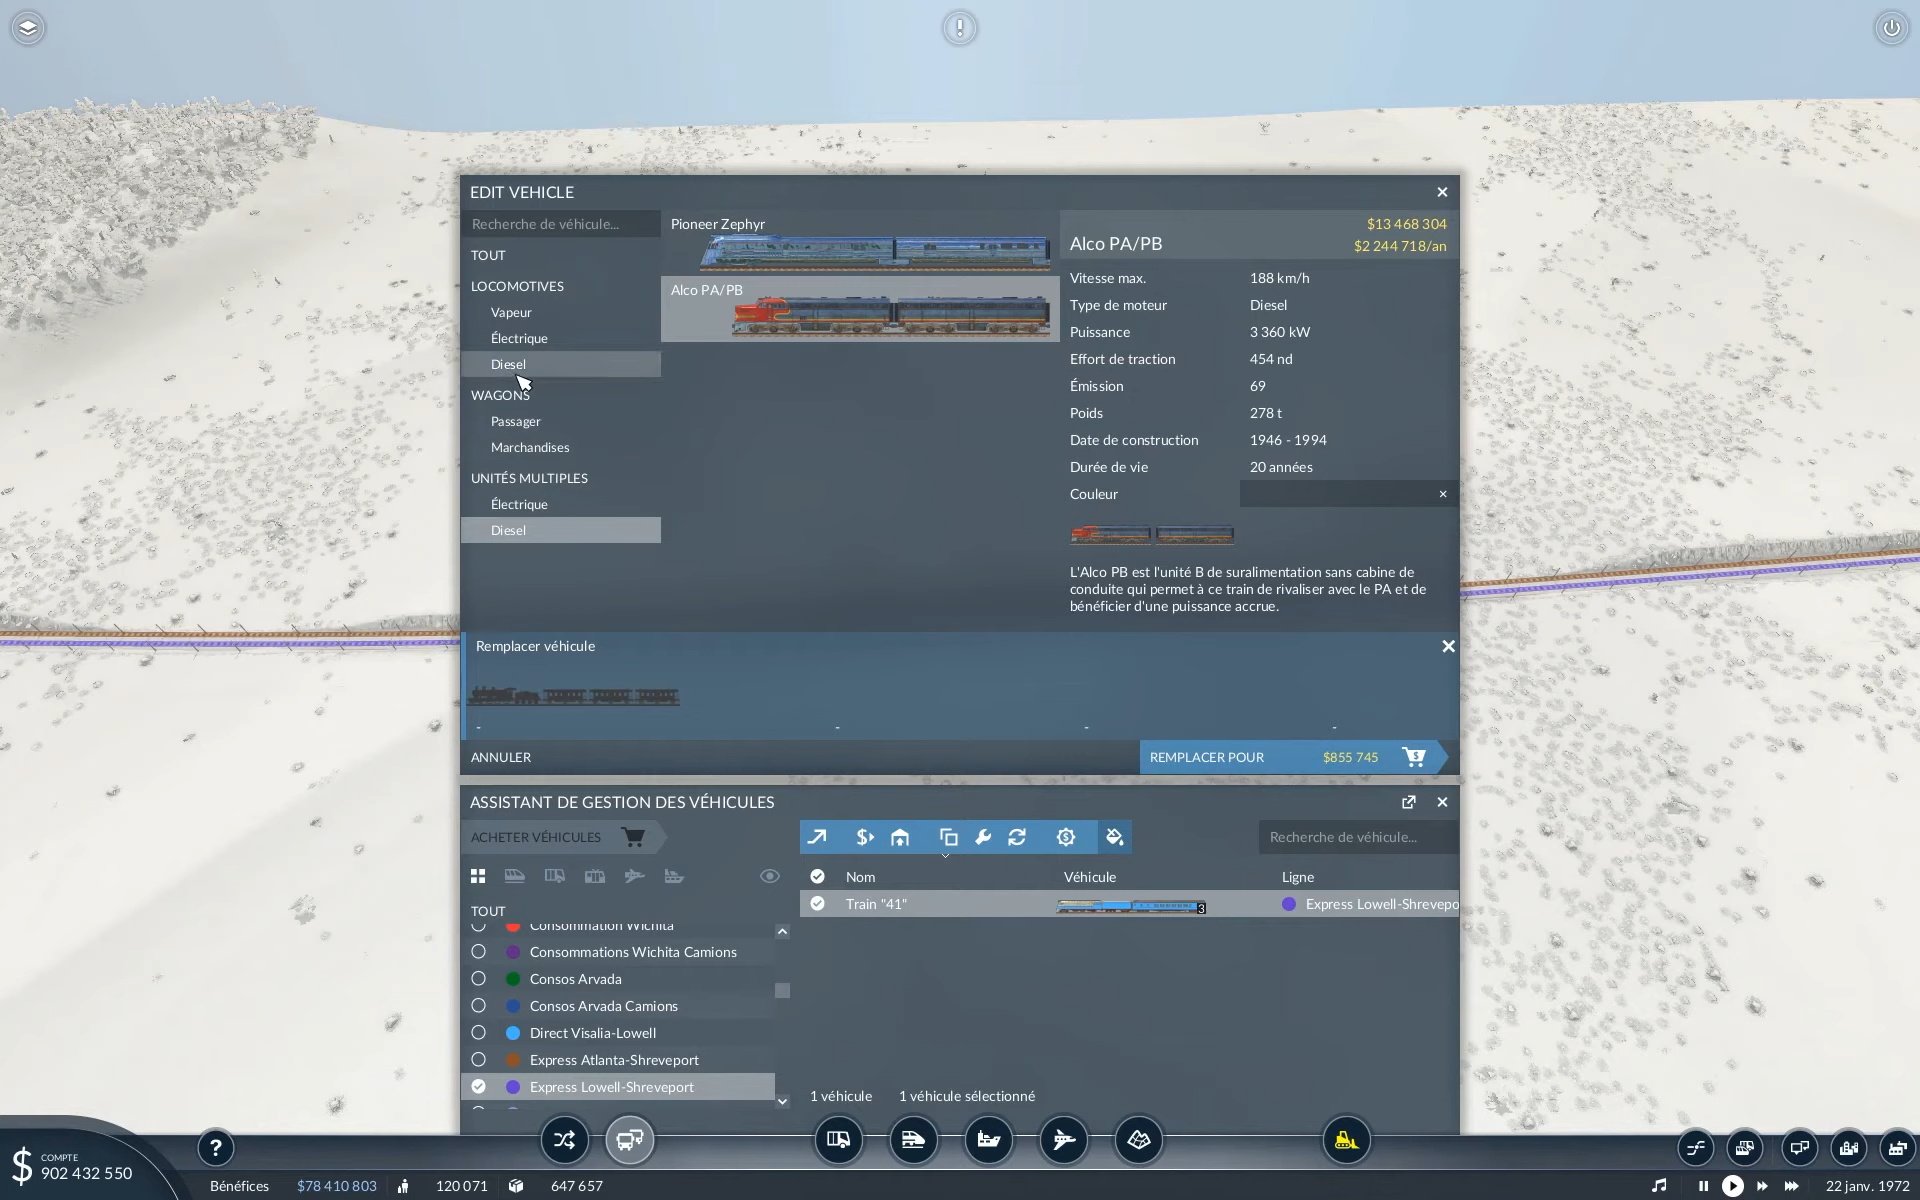 EDIT VEHICLE
Recherche de véhicule...
TOUT
LOCOMOTIVES
Vapeur
Électrique
Diesel
WAGONS
Passager
Marchandises
UNITÉS MULTIPLES
Électrique
Diesel
Pioneer Zephyr
Alco PA/PB
$13 468 304
Alco PA/PB
$2 244 718/an
Vitesse max. 188 km/h
Type de moteur Diesel
Puissance 3 360 kW
Effort de traction 454 nd
Émission 69
Poids 278 t
Date de construction 1946 - 1994
Durée de vie 20 années
Couleur
L'Alco PB est l'unité B de suralimentation sans cabine de
conduite qui permet à ce train de rivaliser avec le PA et de
bénéficier d'une puissance accrue.
Remplacer véhicule
- - - -
ANNULER
REMPLACER POUR $855 745
ASSISTANT DE GESTION DES VÉHICULES
ACHETER VÉHICULES
Recherche de véhicule...
TOUT
Consommation Wichita
Consommations Wichita Camions
Consos Arvada
Consos Arvada Camions
Direct Visalia-Lowell
Express Atlanta-Shreveport
Express Lowell-Shreveport
Nom Véhicule Ligne
Train "41" 3 Express Lowell-Shrevepo
1 véhicule 1 véhicule sélectionné
COMPTE
902 432 550
Bénéfices $78 410 803 120 071 647 657
22 janv. 1972